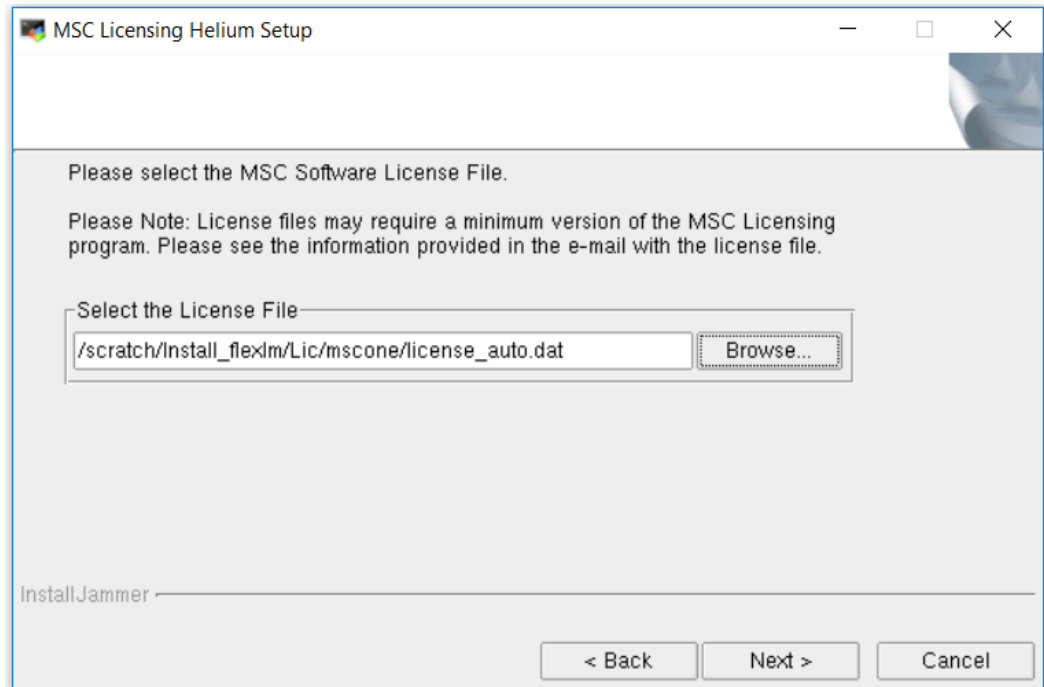 MSC Licensing Helium Setup
Please select the MSC Software License File.
Please Note: License files may require a minimum version of the MSC Licensing
program. Please see the information provided in the e-mail with the license file.
Select the License File
/scratch/Install_flexlm/Lic/mscone/license_auto.dat
Browse...
InstallJammer
< Back
Next >
Cancel